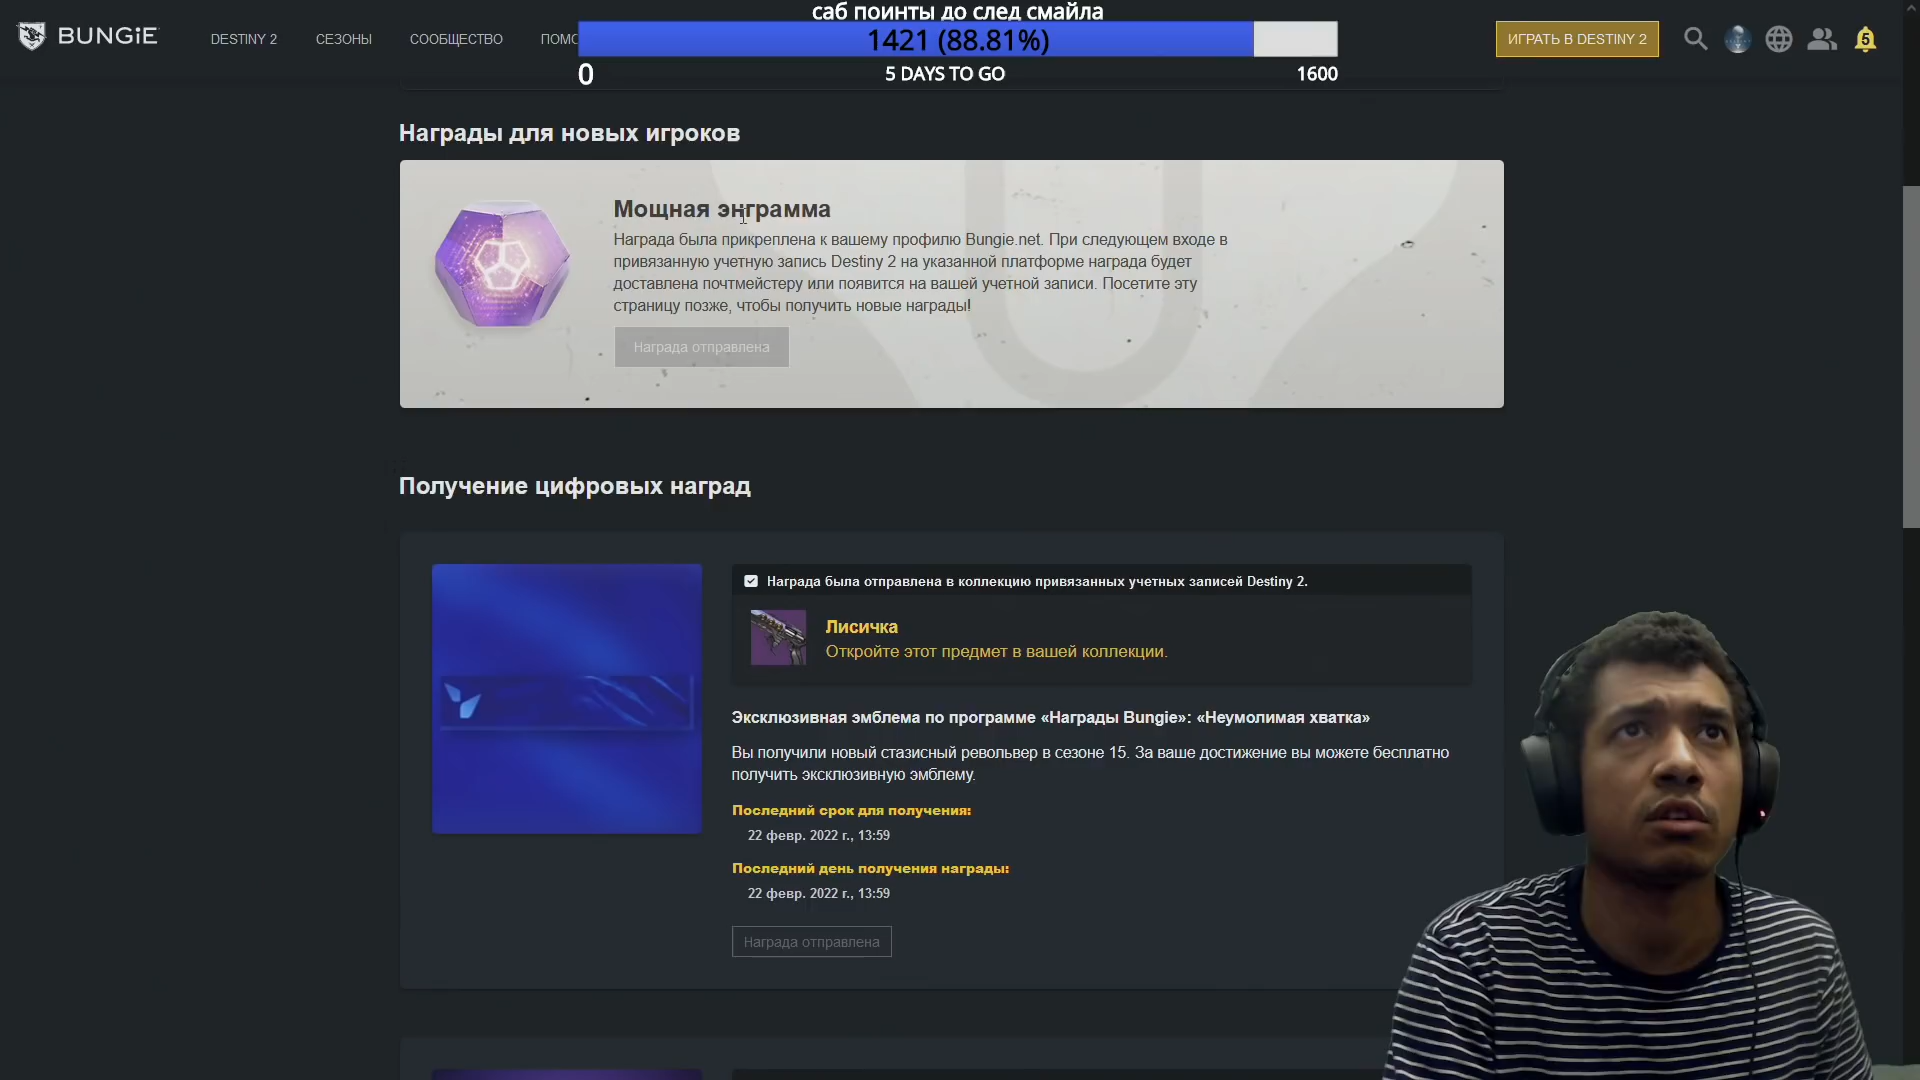 саб поинты до след смайла
BUNGiE
DESTINY 2 СЕЗОНЫ СООБЩЕСТВО ПОМО
1421 (88.81%)
ИГРАТЬ В DESTINY 2
5
0 5 DAYS TO GO 1600
Награды для новых игроков
Мощная энграмма
Награда была прикреплена к вашему профилю Bungie.net. При следующем входе в
привязанную учетную запись Destiny 2 на указанной платформе награда будет
доставлена почтмейстеру или появится на вашей учетной записи. Посетите эту
страницу позже, чтобы получить новые награды!
Награда отправлена
Получение цифровых наград
Награда была отправлена в коллекцию привязанных учетных записей Destiny 2.
Лисичка
Откройте этот предмет в вашей коллекции.
Эксклюзивная эмблема по программе «Награды Bungie»: «Неумолимая хватка»
Вы получили новый стазисный револьвер в сезоне 15. За ваше достижение вы можете бесплатно
получить эксклюзивную эмблему.
Последний срок для получения:
22 февр. 2022 г., 13:59
Последний день получения награды:
22 февр. 2022 г., 13:59
Награда отправлена